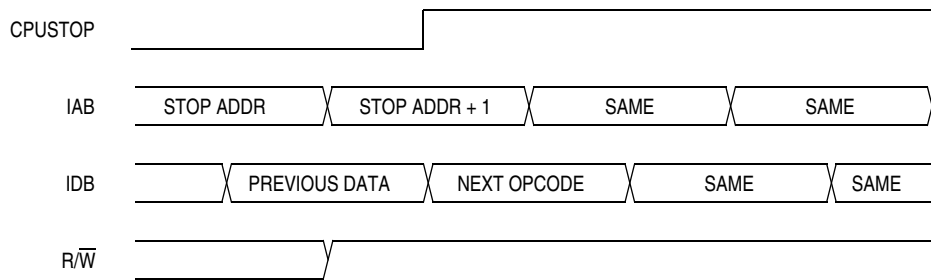 CPUSTOP
IAB STOP ADDR STOP ADDR + 1 SAME SAME
IDB PREVIOUS DATA NEXT OPCODE SAME SAME
R/W̅